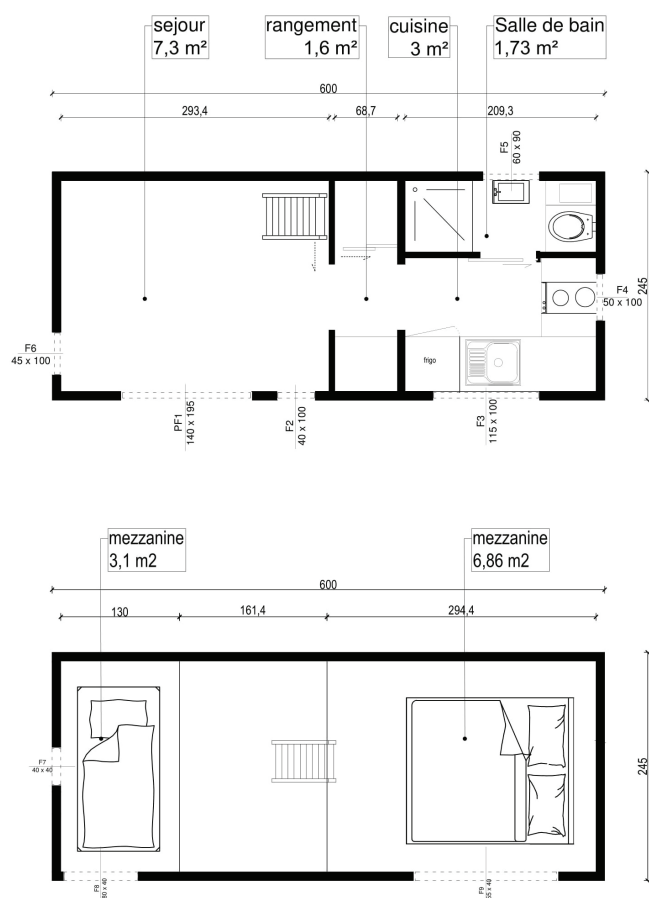 sejour
7,3 m²
rangement
1,6 m²
cuisine
3 m²
Salle de bain
1,73 m²
600
293,4
68,7
209,3
F5
60 x 90
245
F4
50 x 100
F6
45 x 100
frigo
PF1
140 x 195
F2
40 x 100
F3
115 x 100
mezzanine
3,1 m2
mezzanine
6,86 m2
600
130
161,4
294,4
245
F7
40 x 40
F8
F9